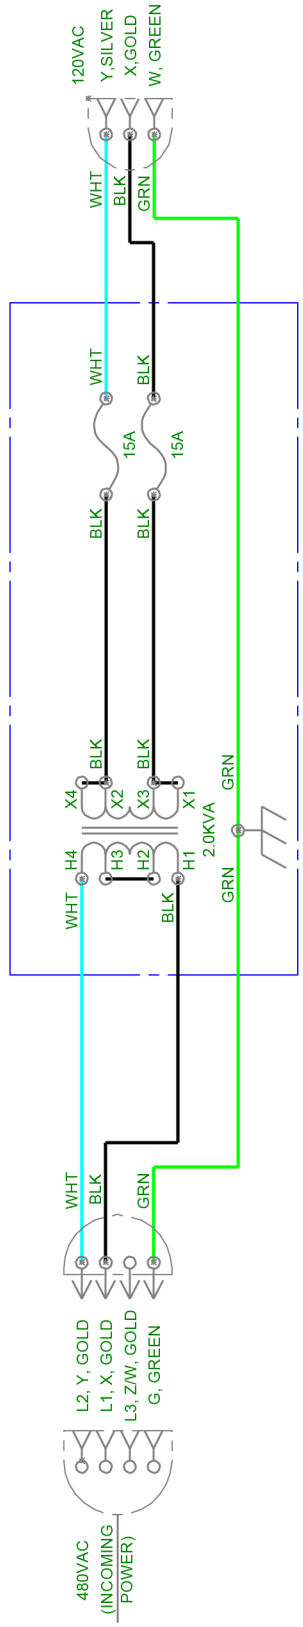 120VAC
Y,SILVER
X,GOLD
W, GREEN
WHT
BLK
GRN
WHT
BLK
15A
15A
BLK
BLK
BLK
BLK
GRN
X4
X2
X3
X1
2.0KVA
H4
H3
H2
H1
WHT
BLK
GRN
WHT
BLK
GRN
L2, Y, GOLD
L1, X, GOLD
L3, Z/W, GOLD
G, GREEN
480VAC
(INCOMING
POWER)